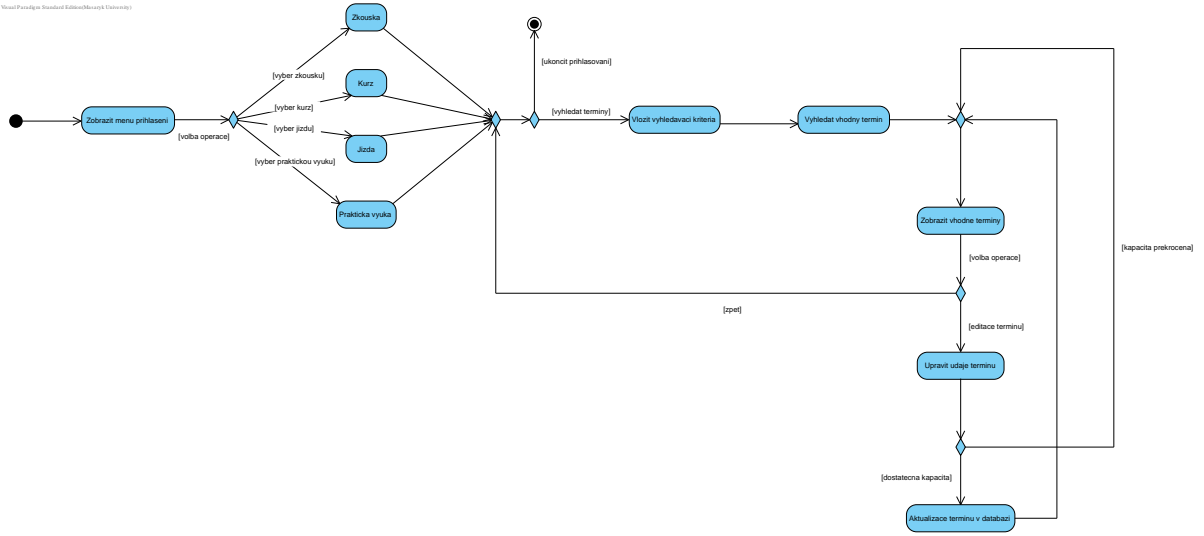 Visual Paradigm Standard Edition(Masaryk University)
Zkouska
[ukoncit prihlasovani]
[vyber zkousku]
Kurz
[vyber kurz]
Zobrazit menu prihlaseni
[volba operace]
[vyber jizdu]
Jizda
[vyber praktickou vyuku]
Prakticka vyuka
[vyhledat terminy]
Vlozit vyhledavaci kriteria
Vyhledat vhodny termin
Zobrazit vhodne terminy
[kapacita prekrocena]
[volba operace]
[zpet]
[editace terminu]
Upravit udaje terminu
[dostatecna kapacita]
Aktualizace terminu v databazi